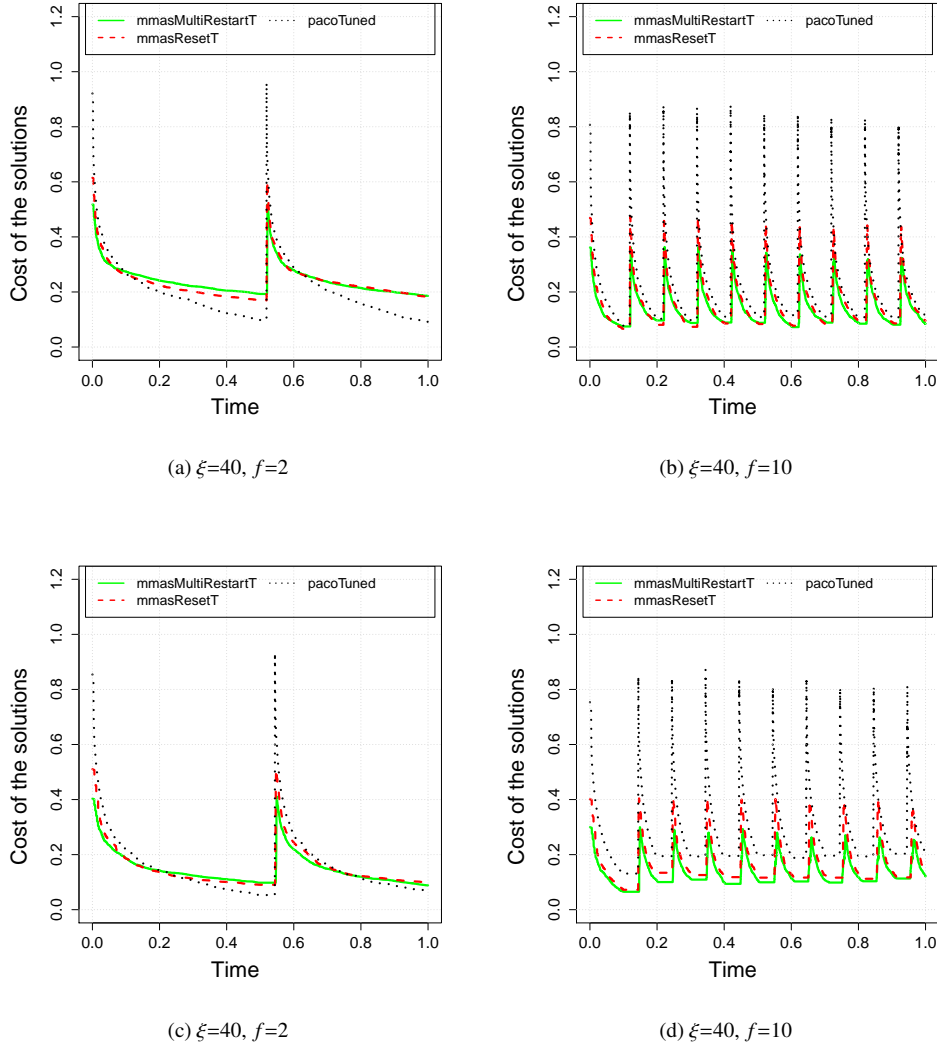 mmasMultiRestartT pacoTuned
mmasResetT
1.2
1.0
0.8
0.6
0.4
0.2
0.0
Cost of the solutions
0.0 0.2 0.4 0.6 0.8 1.0
Time
(a) ξ=40, f=2
mmasMultiRestartT pacoTuned
mmasResetT
1.2
1.0
0.8
0.6
0.4
0.2
0.0
Cost of the solutions
0.0 0.2 0.4 0.6 0.8 1.0
Time
(b) ξ=40, f=10
mmasMultiRestartT pacoTuned
mmasResetT
1.2
1.0
0.8
0.6
0.4
0.2
0.0
Cost of the solutions
0.0 0.2 0.4 0.6 0.8 1.0
Time
(c) ξ=40, f=2
mmasMultiRestartT pacoTuned
mmasResetT
1.2
1.0
0.8
0.6
0.4
0.2
0.0
Cost of the solutions
0.0 0.2 0.4 0.6 0.8 1.0
Time
(d) ξ=40, f=10